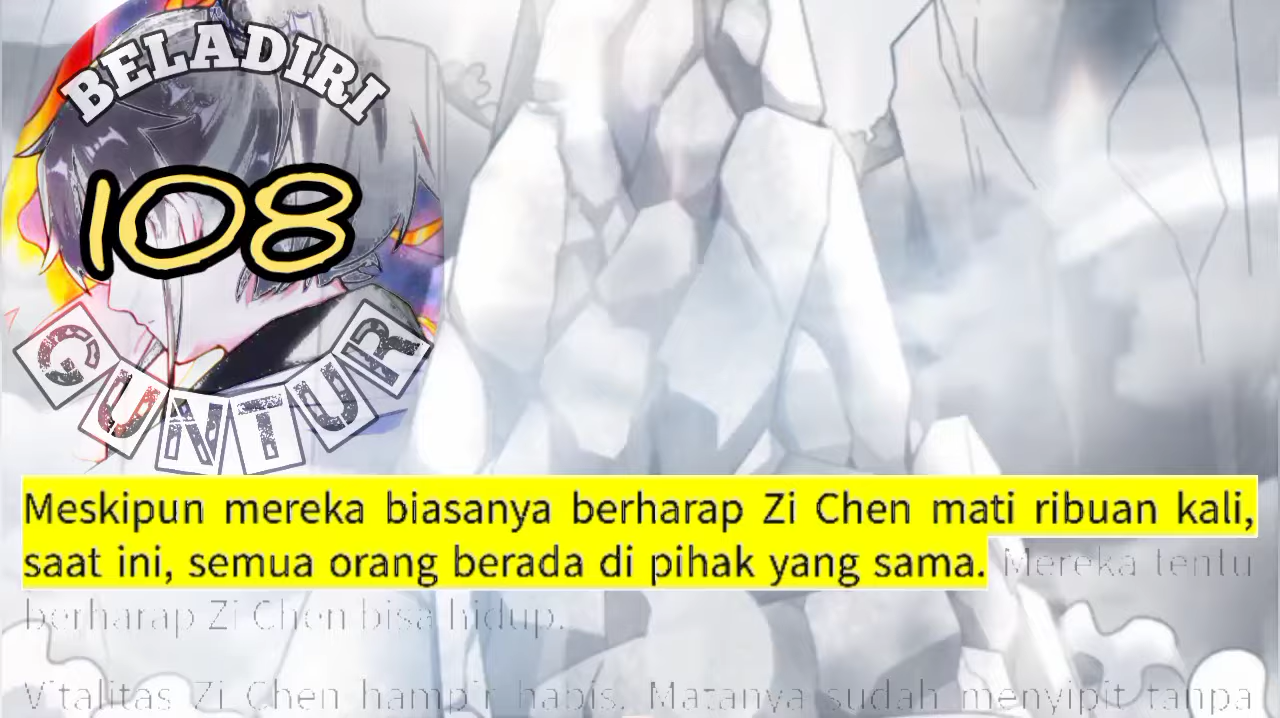 BELADIRI
108
GUNTUR
Meskipun mereka biasanya berharap Zi Chen mati ribuan kali,
saat ini, semua orang berada di pihak yang sama. Mereka tentu
berharap Zi Chen bisa hidup.
Vitalitas Zi Chen hampir habis. Matanya sudah menyipit tanpa